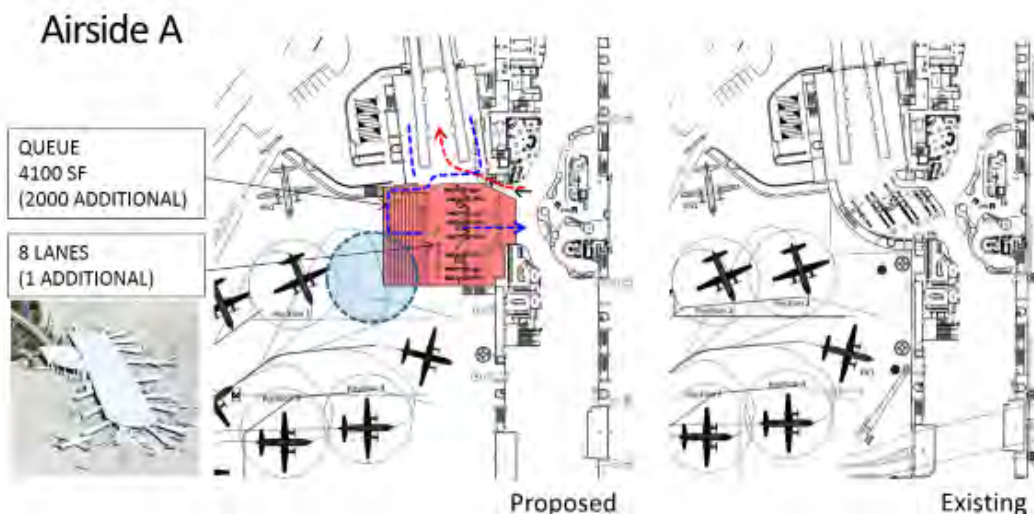 Airside A
QUEUE
4100 SF
(2000 ADDITIONAL)
8 LANES
(1 ADDITIONAL)
Proposed
Existing